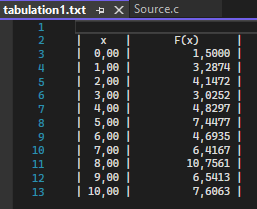 tabulation1.txt Source.c
1
2 | x | F(x) |
3 | 0,00 | 1,5000 |
4 | 1,00 | 3,2874 |
5 | 2,00 | 4,1472 |
6 | 3,00 | 3,0252 |
7 | 4,00 | 4,8297 |
8 | 5,00 | 7,4477 |
9 | 6,00 | 4,6935 |
10 | 7,00 | 6,4167 |
11 | 8,00 | 10,7561 |
12 | 9,00 | 6,5413 |
13 | 10,00 | 7,6063 |